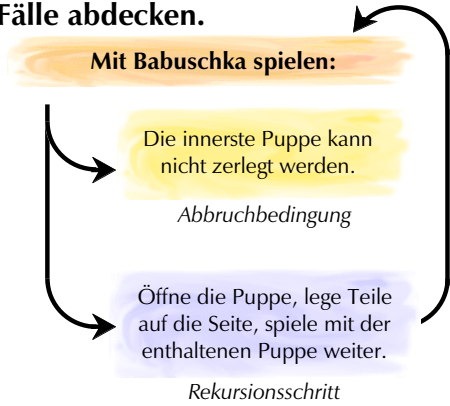 Fälle abdecken.
Mit Babuschka spielen:
Die innerste Puppe kann
nicht zerlegt werden.
Abbruchbedingung
Öffne die Puppe, lege Teile
auf die Seite, spiele mit der
enthaltenen Puppe weiter.
Rekursionsschritt